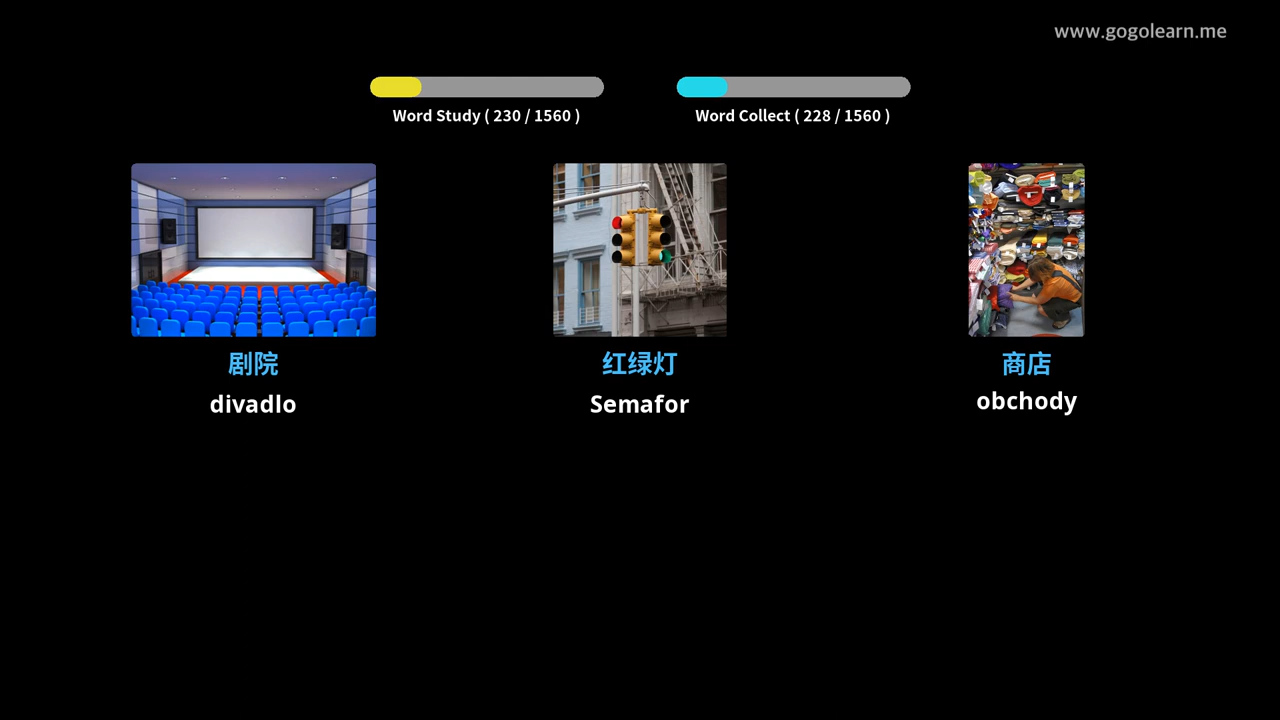 www.gogolearn.me
Word Study ( 230 / 1560 )
Word Collect ( 228 / 1560 )
剧院
红绿灯
商店
divadlo
Semafor
obchody